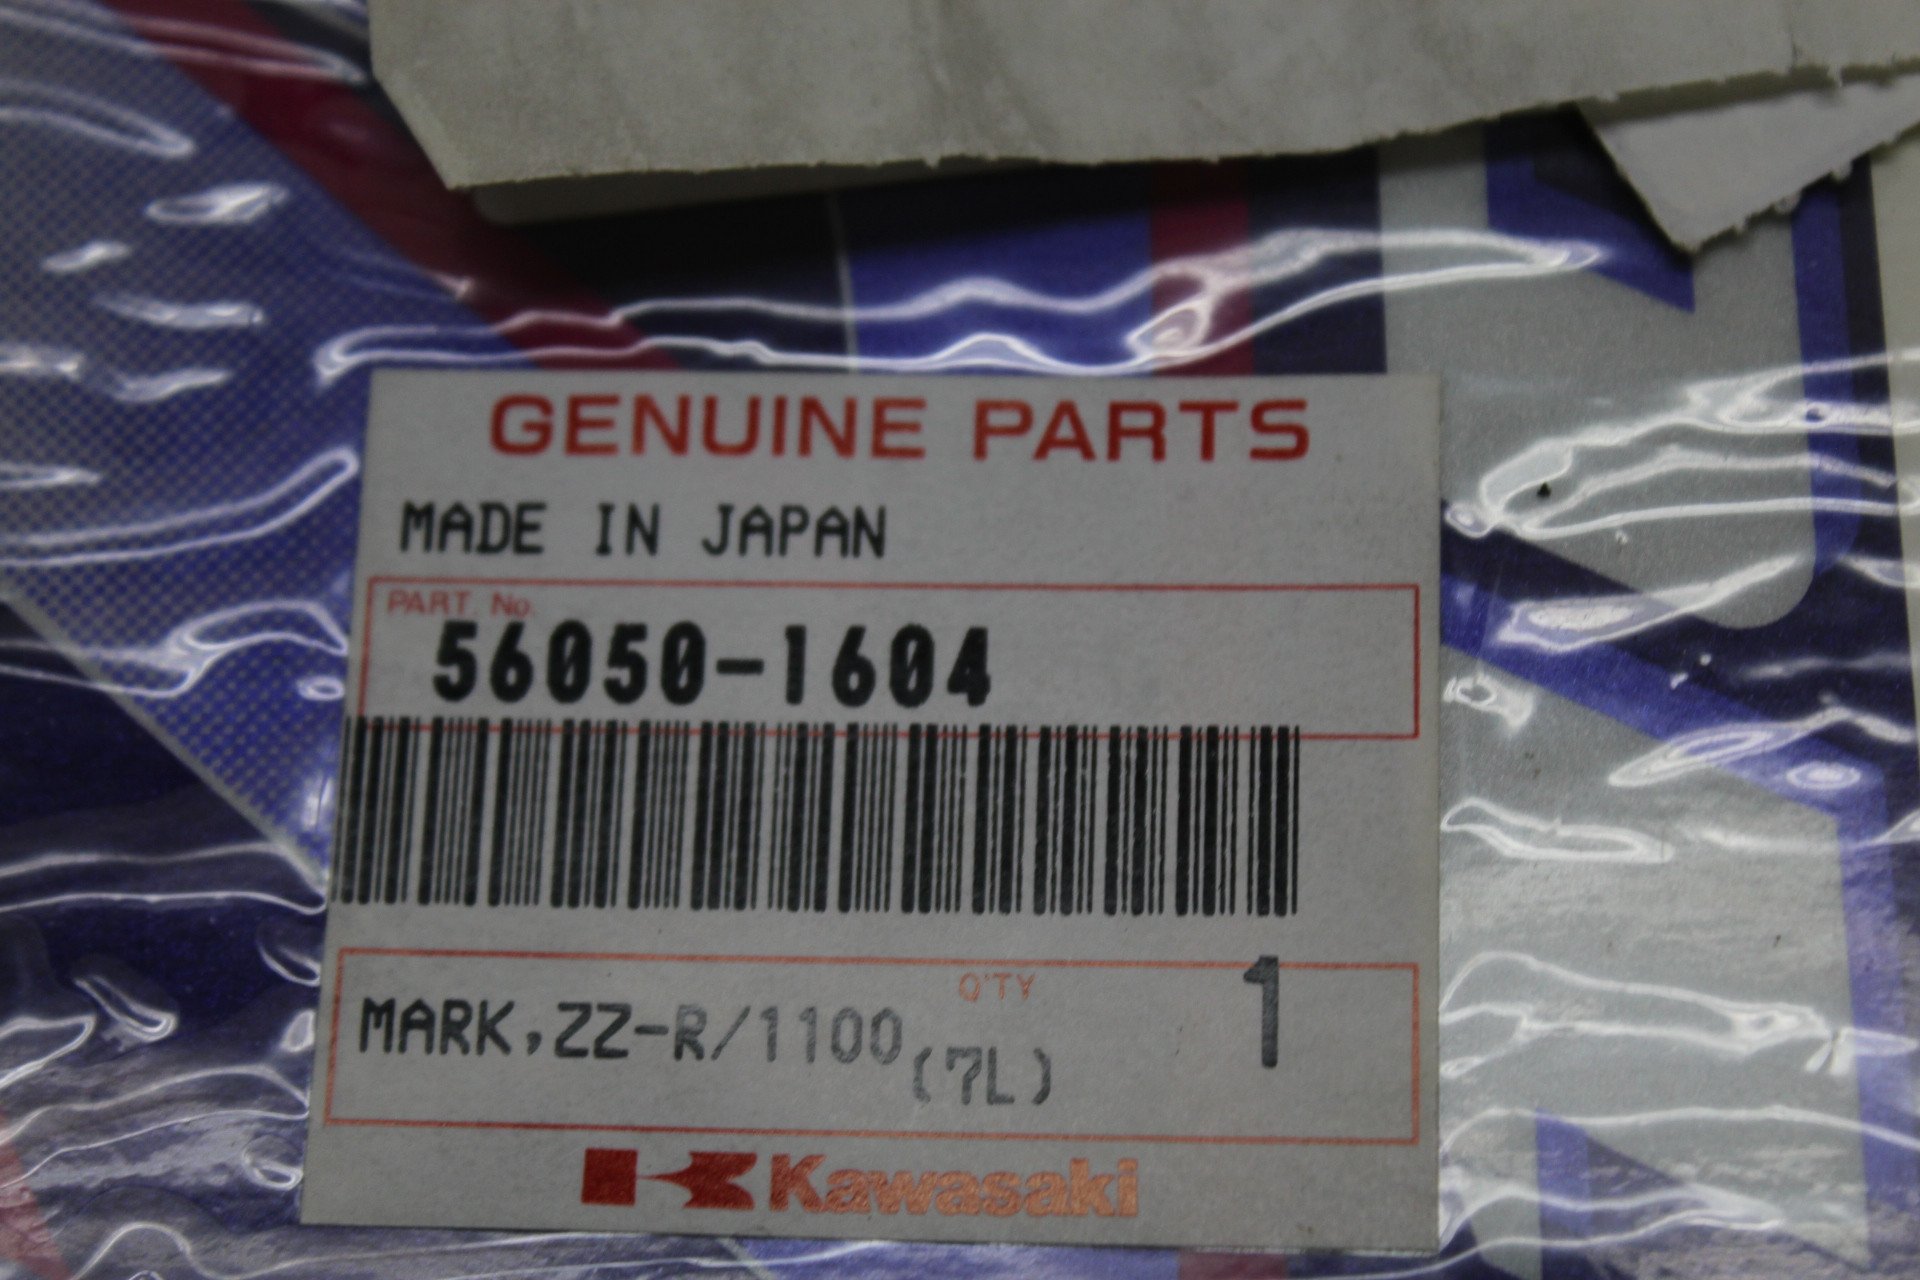 GENUINE PARTS
MADE IN JAPAN
PART. No.
56050-1604
Q'TY
1
MARK,ZZ-R/1100(7L)
Kawasaki